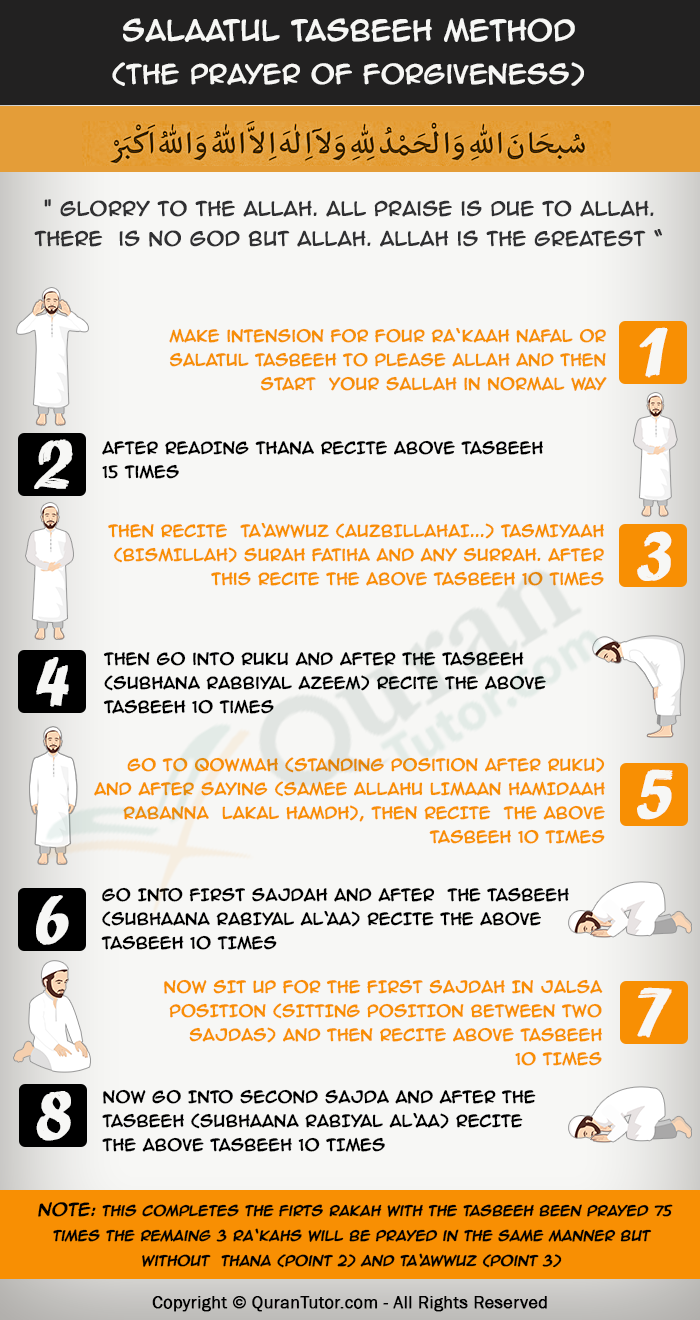 SALAATUL TASBEEH METHOD
(THE PRAYER OF FORGIVENESS)
سُبحَانَ اللهِ وَالْحَمْدُ لِلّٰهِ وَلَآ اِلٰهَ اِلاَّ اللهُ وَاللهُ اَكْبَرْ
" GLORRY TO THE ALLAH. ALL PRAISE IS DUE TO ALLAH.
THERE IS NO GOD BUT ALLAH. ALLAH IS THE GREATEST “
1
MAKE INTENSION FOR FOUR RA‘KAAH NAFAL OR
SALATUL TASBEEH TO PLEASE ALLAH AND THEN
START YOUR SALLAH IN NORMAL WAY
2
AFTER READING THANA RECITE ABOVE TASBEEH
15 TIMES
3
THEN RECITE TA‘AWWUZ (AUZBILLAHAI...) TASMIYAAH
(BISMILLAH) SURAH FATIHA AND ANY SURRAH. AFTER
THIS RECITE THE ABOVE TASBEEH 10 TIMES
4
THEN GO INTO RUKU AND AFTER THE TASBEEH
(SUBHANA RABBIYAL AZEEM) RECITE THE ABOVE
TASBEEH 10 TIMES
Quran
Tutor.com
5
GO TO QOWMAH (STANDING POSITION AFTER RUKU)
AND AFTER SAYING (SAMEE ALLAHU LIMAAN HAMIDAAH
RABANNA LAKAL HAMDH), THEN RECITE THE ABOVE
TASBEEH 10 TIMES
6
GO INTO FIRST SAJDAH AND AFTER THE TASBEEH
(SUBHAANA RABIYAL AL‘AA) RECITE THE ABOVE
TASBEEH 10 TIMES
7
NOW SIT UP FOR THE FIRST SAJDAH IN JALSA
POSITION (SITTING POSITION BETWEEN TWO
SAJDAS) AND THEN RECITE ABOVE TASBEEH
10 TIMES
8
NOW GO INTO SECOND SAJDA AND AFTER THE
TASBEEH (SUBHAANA RABIYAL AL‘AA) RECITE
THE ABOVE TASBEEH 10 TIMES
NOTE: THIS COMPLETES THE FIRTS RAKAH WITH THE TASBEEH BEEN PRAYED 75
TIMES THE REMAING 3 RA‘KAHS WILL BE PRAYED IN THE SAME MANNER BUT
WITHOUT THANA (POINT 2) AND TA‘AWWUZ (POINT 3)
Copyright © QuranTutor.com - All Rights Reserved